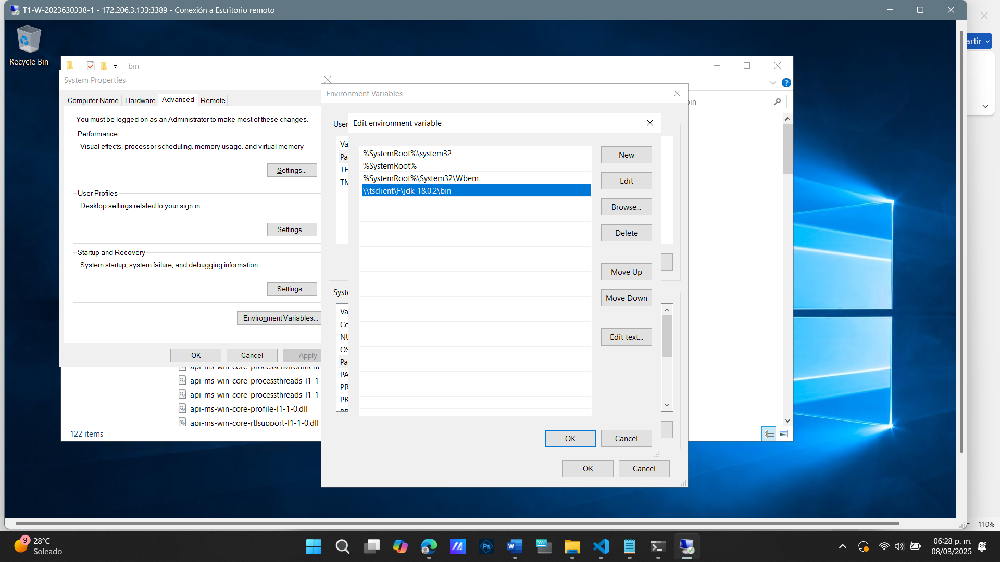 T1-W-2023630338-1 - 172.206.3.133:3389 - Conexión a Escritorio remoto
artir
Recycle Bin
bin
System Properties
Computer Name
Hardware
Advanced
Remote
You must be logged on as an Administrator to make most of these changes.
Performance
Visual effects, processor scheduling, memory usage, and virtual memory
Settings...
User Profiles
Desktop settings related to your sign-in
Settings...
Startup and Recovery
System startup, system failure, and debugging information
Settings...
Environment Variables...
OK
Cancel
Apply
api-ms-win-core-processenvironment-
api-ms-win-core-processthreads-l1-1-
api-ms-win-core-processthreads-l1-1-
api-ms-win-core-profile-l1-1-0.dll
api-ms-win-core-rtlsupport-l1-1-0.dll
122 items
Environment Variables
bin
User
Va
Pa
TE
TM
Syste
Va
Co
NU
OS
Pa
PA
PR
PR
Edit environment variable
%SystemRoot%\system32
%SystemRoot%
%SystemRoot%\System32\Wbem
\\tsclient\F\jdk-18.0.2\bin
New
Edit
Browse...
Delete
Move Up
Move Down
Edit text...
OK
Cancel
OK
Cancel
110%
9
28°C
Soleado
Ps
W
06:28 p. m.
08/03/2025